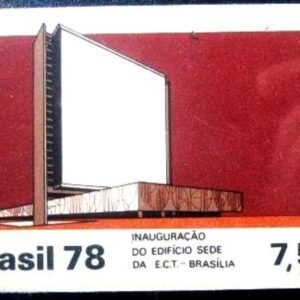 INAUGURAÇÃO
DO EDIFÍCIO SEDE
DA E.C.T. - BRASÍLIA
asil 78
7,5